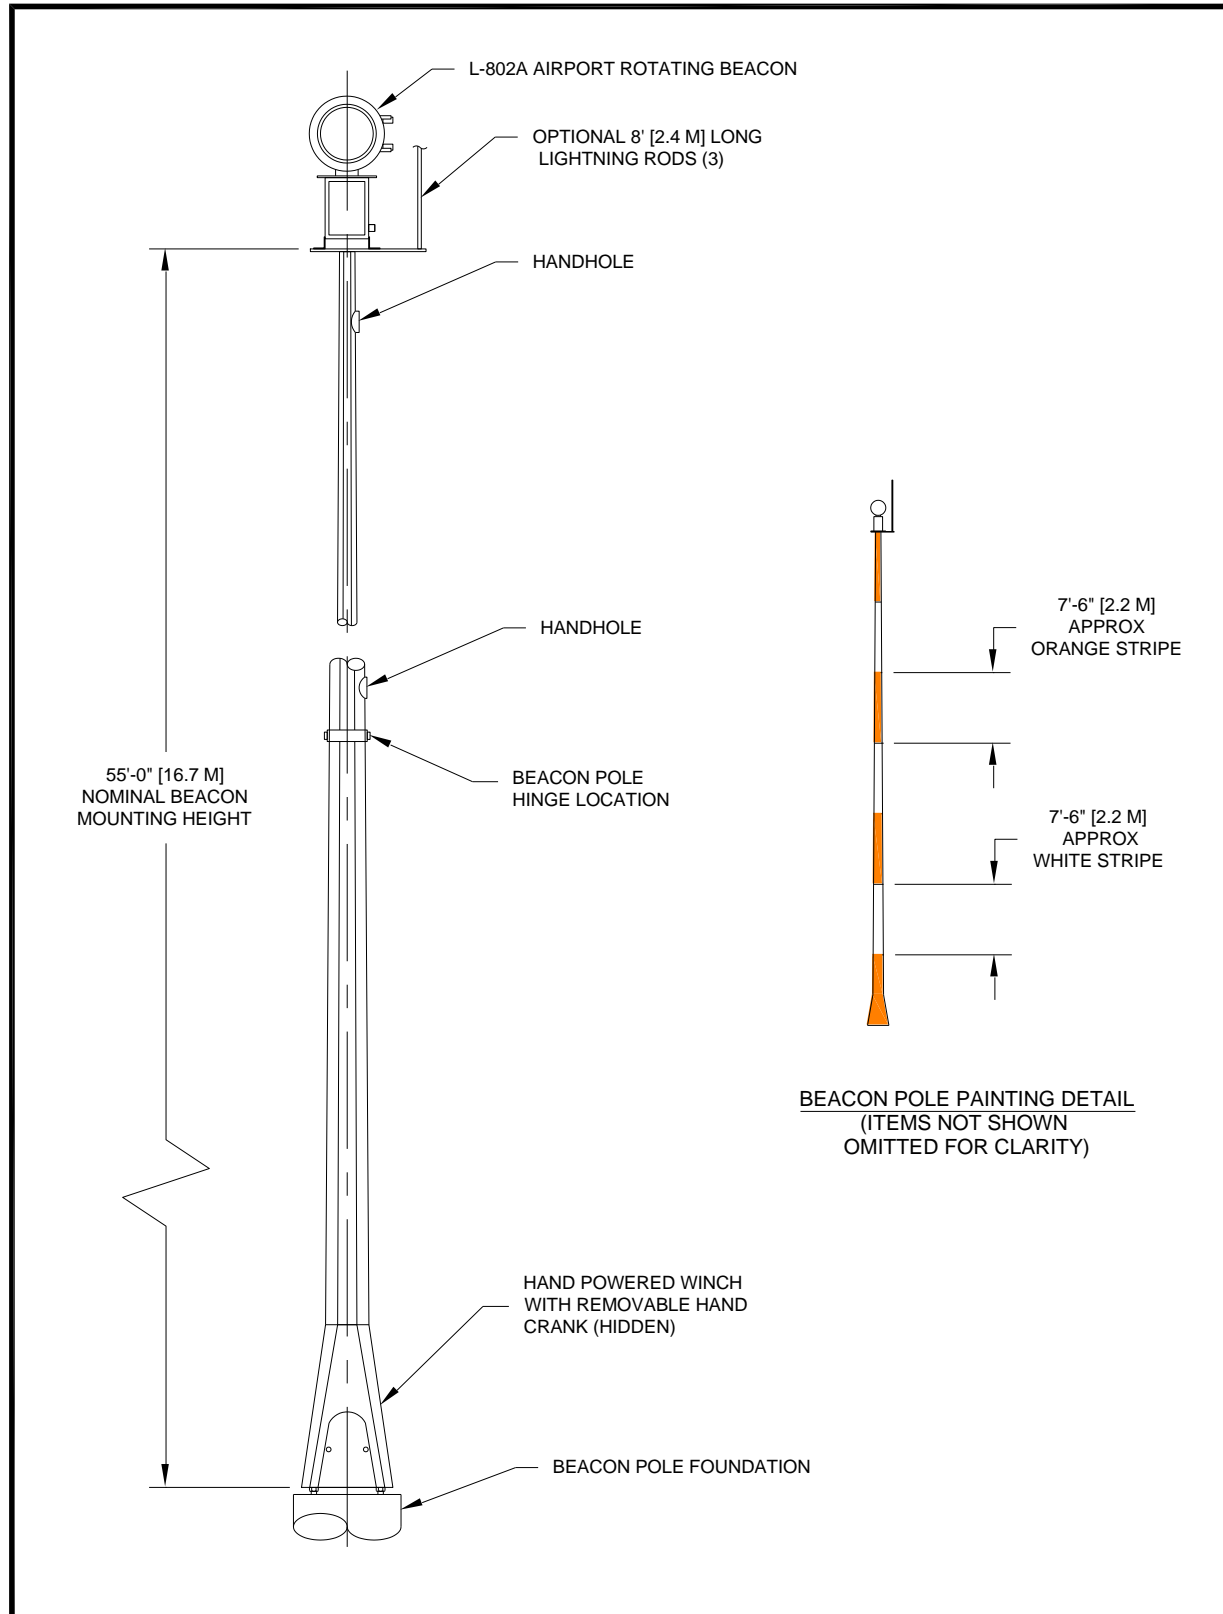 L-802A AIRPORT ROTATING BEACON
OPTIONAL 8' [2.4 M] LONG
LIGHTNING RODS (3)
HANDHOLE
HANDHOLE
55'-0" [16.7 M]
NOMINAL BEACON
MOUNTING HEIGHT
BEACON POLE
HINGE LOCATION
HAND POWERED WINCH
WITH REMOVABLE HAND
CRANK (HIDDEN)
BEACON POLE FOUNDATION
7'-6" [2.2 M]
APPROX
ORANGE STRIPE
7'-6" [2.2 M]
APPROX
WHITE STRIPE
BEACON POLE PAINTING DETAIL
(ITEMS NOT SHOWN
OMITTED FOR CLARITY)